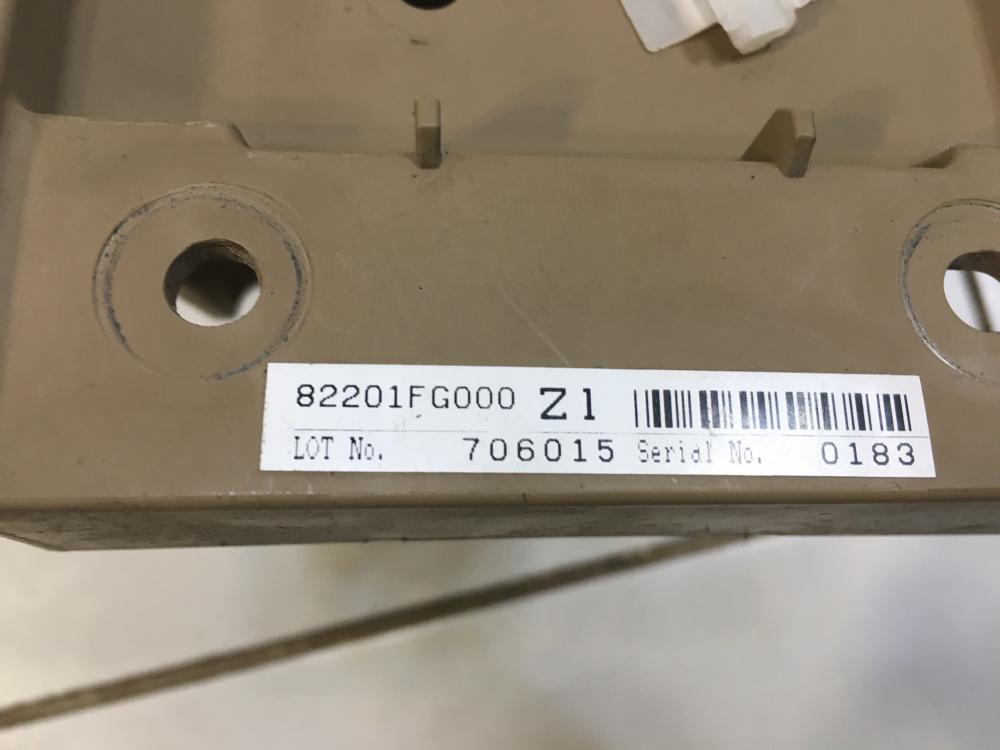 82201FG000 Z1
LOT No. 706015 Serial No. 0183